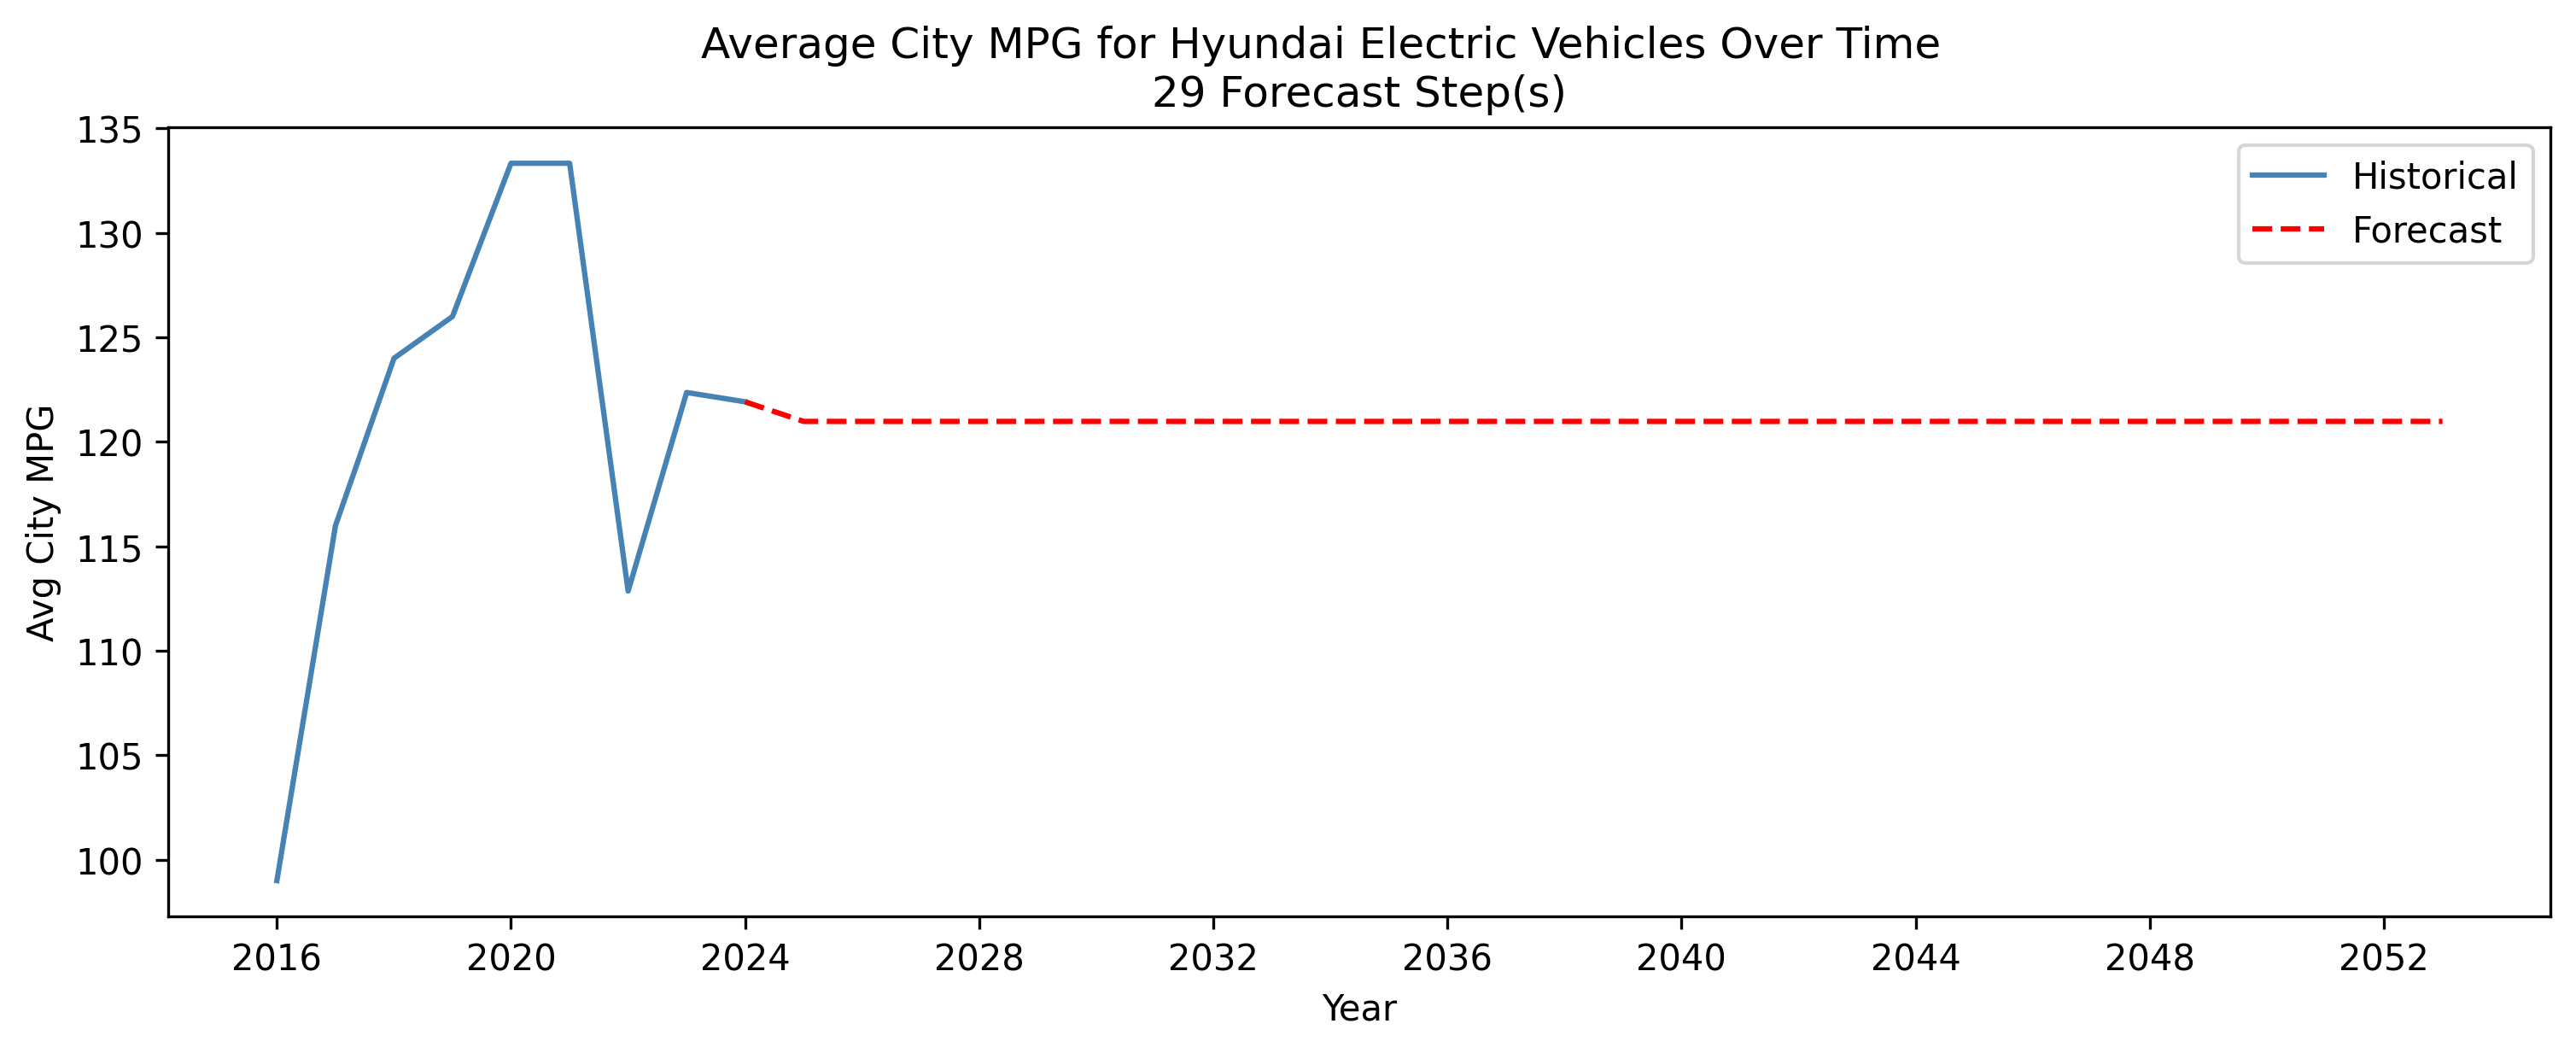 Average City MPG for Hyundai Electric Vehicles Over Time
29 Forecast Step(s)
135
130
125
120
115
110
105
100
Avg City MPG
Historical
Forecast
2016 2020 2024 2028 2032 2036 2040 2044 2048 2052
Year